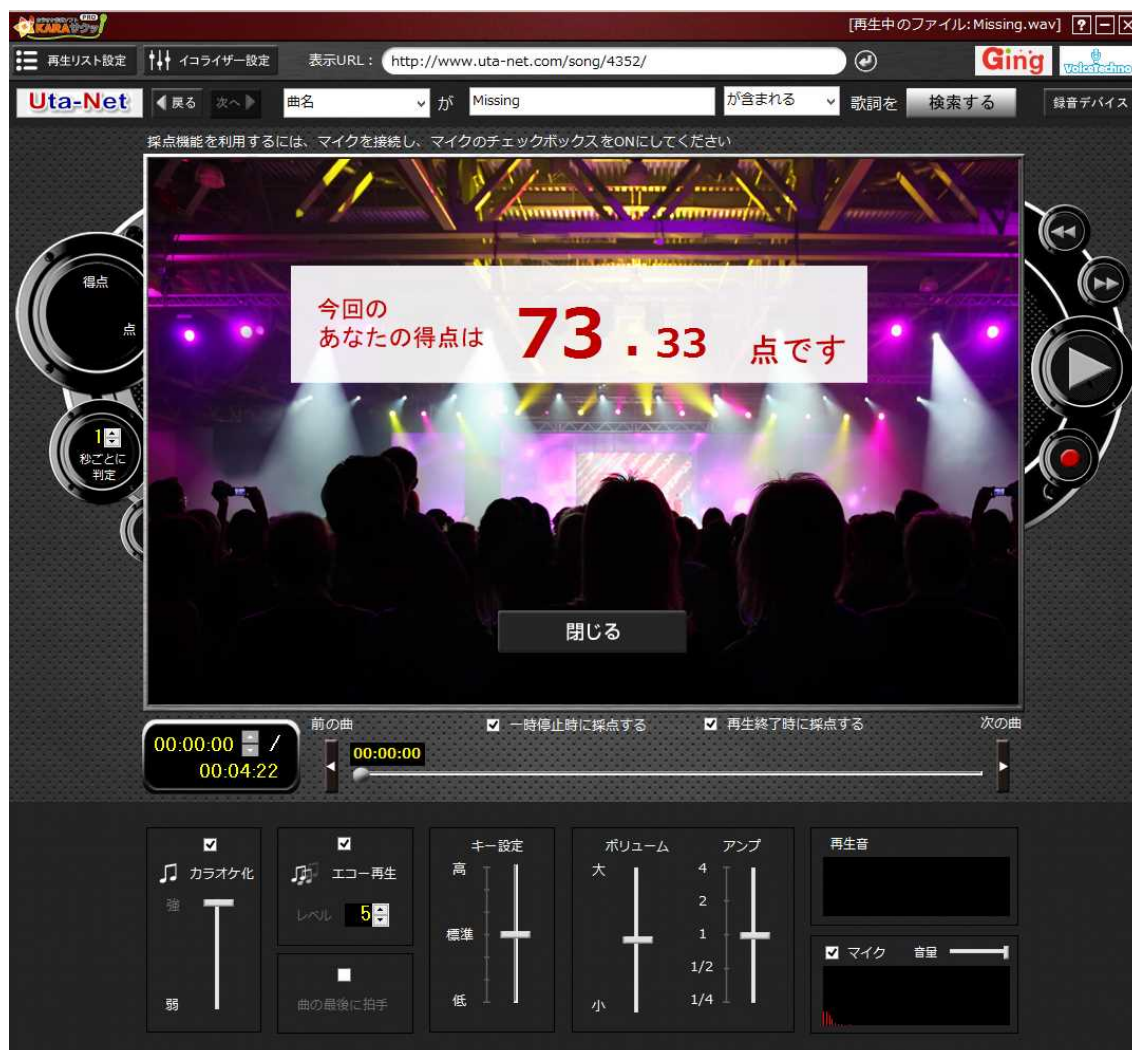 KARAサクッ PRO
[再生中のファイル:Missing.wav]
再生リスト設定
イコライザー設定
表示URL： http://www.uta-net.com/song/4352/
Ging
VoiceTechno
Uta-Net
戻る
次へ
曲名
が
Missing
が含まれる
歌詞を
検索する
録音デバイス
採点機能を利用するには、マイクを接続し、マイクのチェックボックスをONにしてください
得点
点
今回の
あなたの得点は
73.33
点です
1
秒ごとに
判定
閉じる
前の曲
一時停止時に採点する
再生終了時に採点する
次の曲
00:00:00 /
00:04:22
00:00:00
カラオケ化
強
弱
エコー再生
レベル 5
曲の最後に拍手
キー設定
高
標準
低
ボリューム
大
小
アンプ
4
2
1
1/2
1/4
再生音
マイク
音量